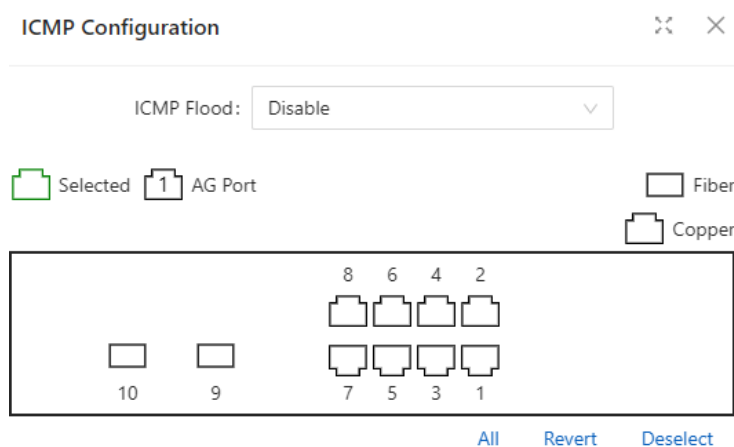 ICMP Configuration
ICMP Flood: Disable
Selected 1 AG Port Fiber
Copper
8 6 4 2
10 9 7 5 3 1
All Revert Deselect